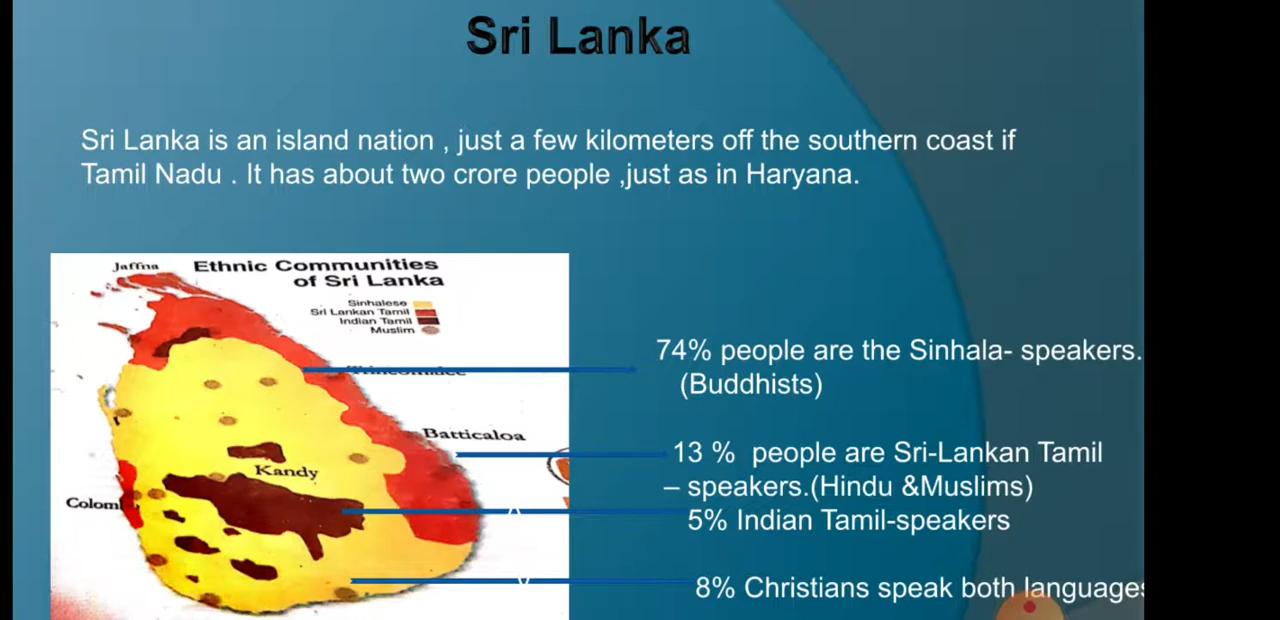 Sri Lanka
Sri Lanka is an island nation , just a few kilometers off the southern coast if
Tamil Nadu . It has about two crore people ,just as in Haryana.
Jaffna
Ethnic Communities
of Sri Lanka
Sinhalese
Sri Lankan Tamil
Indian Tamil
Muslim
Trincomalee
Batticaloa
Kandy
74% people are the Sinhala- speakers.
(Buddhists)
13 % people are Sri-Lankan Tamil
– speakers.(Hindu &Muslims)
5% Indian Tamil-speakers
8% Christians speak both languages